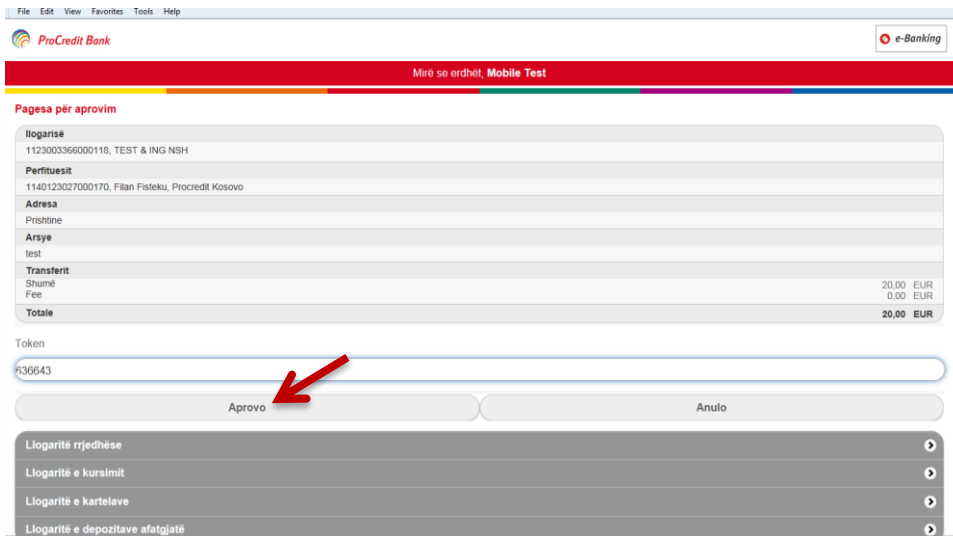 File Edit View Favorites Tools Help
ProCredit Bank
e-Banking
Mirë se erdhët, Mobile Test
Pagesa për aprovim
Ilogarisë
1123003366000118, TEST & ING NSH
Perfituesit
1140123027000170, Filan Fisteku, Procredit Kosovo
Adresa
Prishtine
Arsye
test
Transferit
Shumë 20,00 EUR
Fee 0,00 EUR
Totale 20,00 EUR
Token
636643
Aprovo Anulo
Llogaritë rrjedhëse
Llogaritë e kursimit
Llogaritë e kartelave
Llogaritë e depozitave afatgjatë